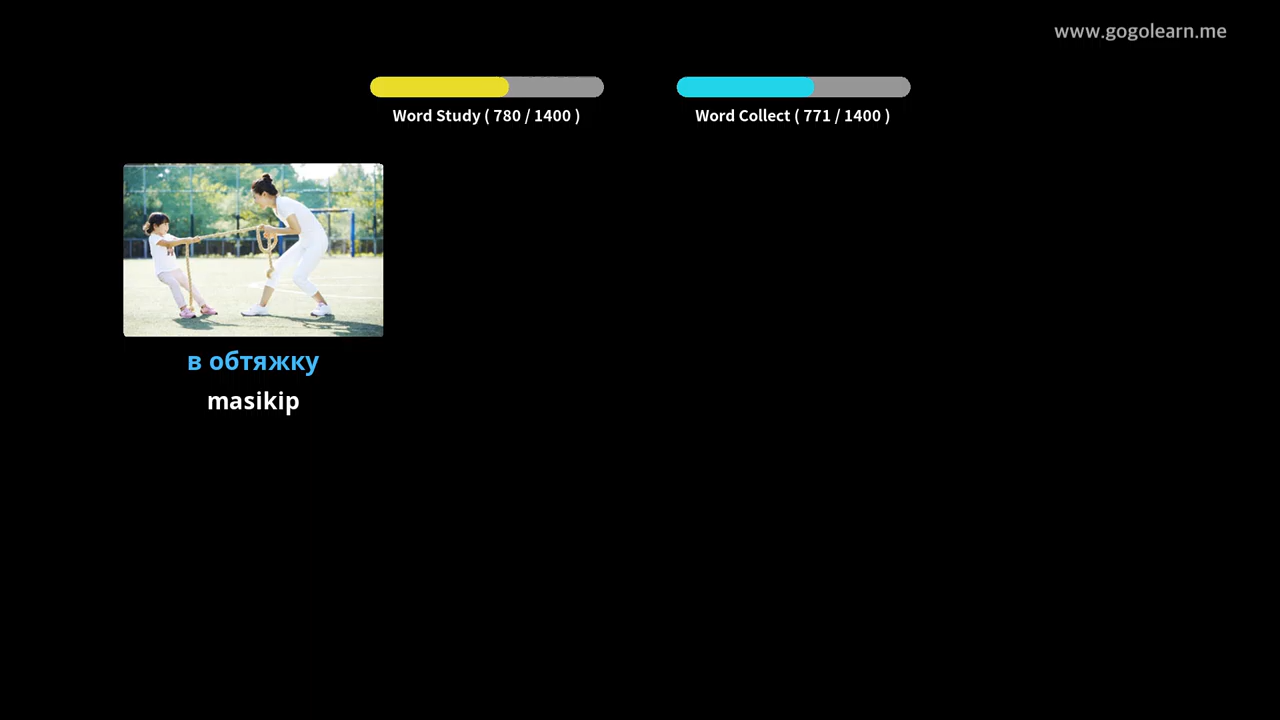 www.gogolearn.me
Word Study ( 780 / 1400 )
Word Collect ( 771 / 1400 )
в обтяжку
masikip